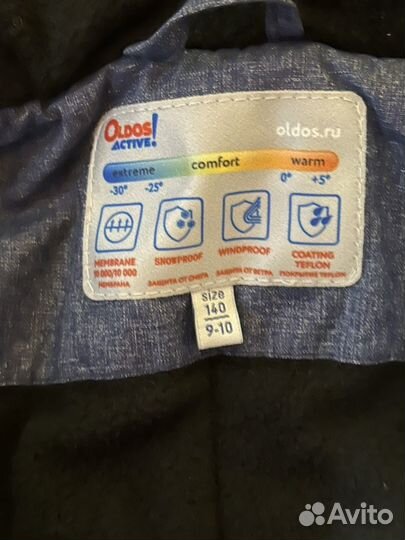 OLDOS!
ACTIVE
oldos.ru
extreme comfort warm
-30° -25° 0° +5°
MEMBRANE
10 000/10 000
МЕМБРАНА
SNOWPROOF
ЗАЩИТА ОТ СНЕГА
WINDPROOF
ЗАЩИТА ОТ ВЕТРА
COATING
TEFLON
ПОКРЫТИЕ TEFLON
size
140
9-10
Avito